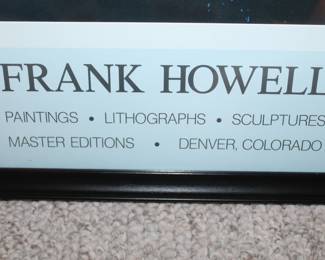 FRANK HOWELL
PAINTINGS • LITHOGRAPHS • SCULPTURES
MASTER EDITIONS • DENVER, COLORADO